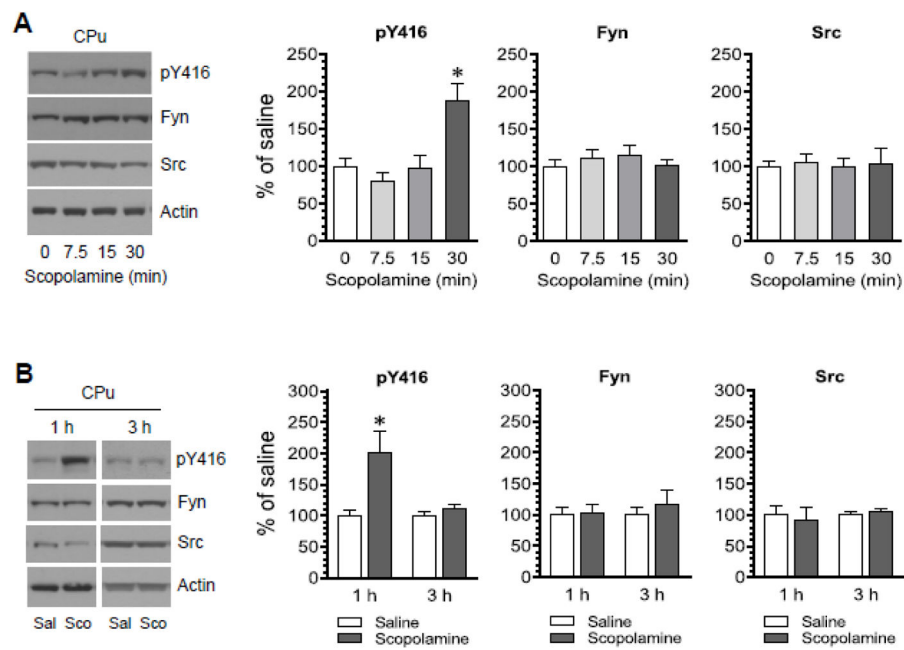 A
CPu
pY416
Fyn
Src
Actin
0 7.5 15 30
Scopolamine (min)
pY416
% of saline
250
200
150
100
50
0
0 7.5 15 30
Scopolamine (min)
Fyn
250
200
150
100
50
0
0 7.5 15 30
Scopolamine (min)
Src
250
200
150
100
50
0
0 7.5 15 30
Scopolamine (min)
*
B
CPu
1 h 3 h
pY416
Fyn
Src
Actin
Sal Sco Sal Sco
pY416
% of saline
300
250
200
150
100
50
0
*
1 h 3 h
Saline
Scopolamine
Fyn
300
250
200
150
100
50
0
1 h 3 h
Saline
Scopolamine
Src
300
250
200
150
100
50
0
1 h 3 h
Saline
Scopolamine